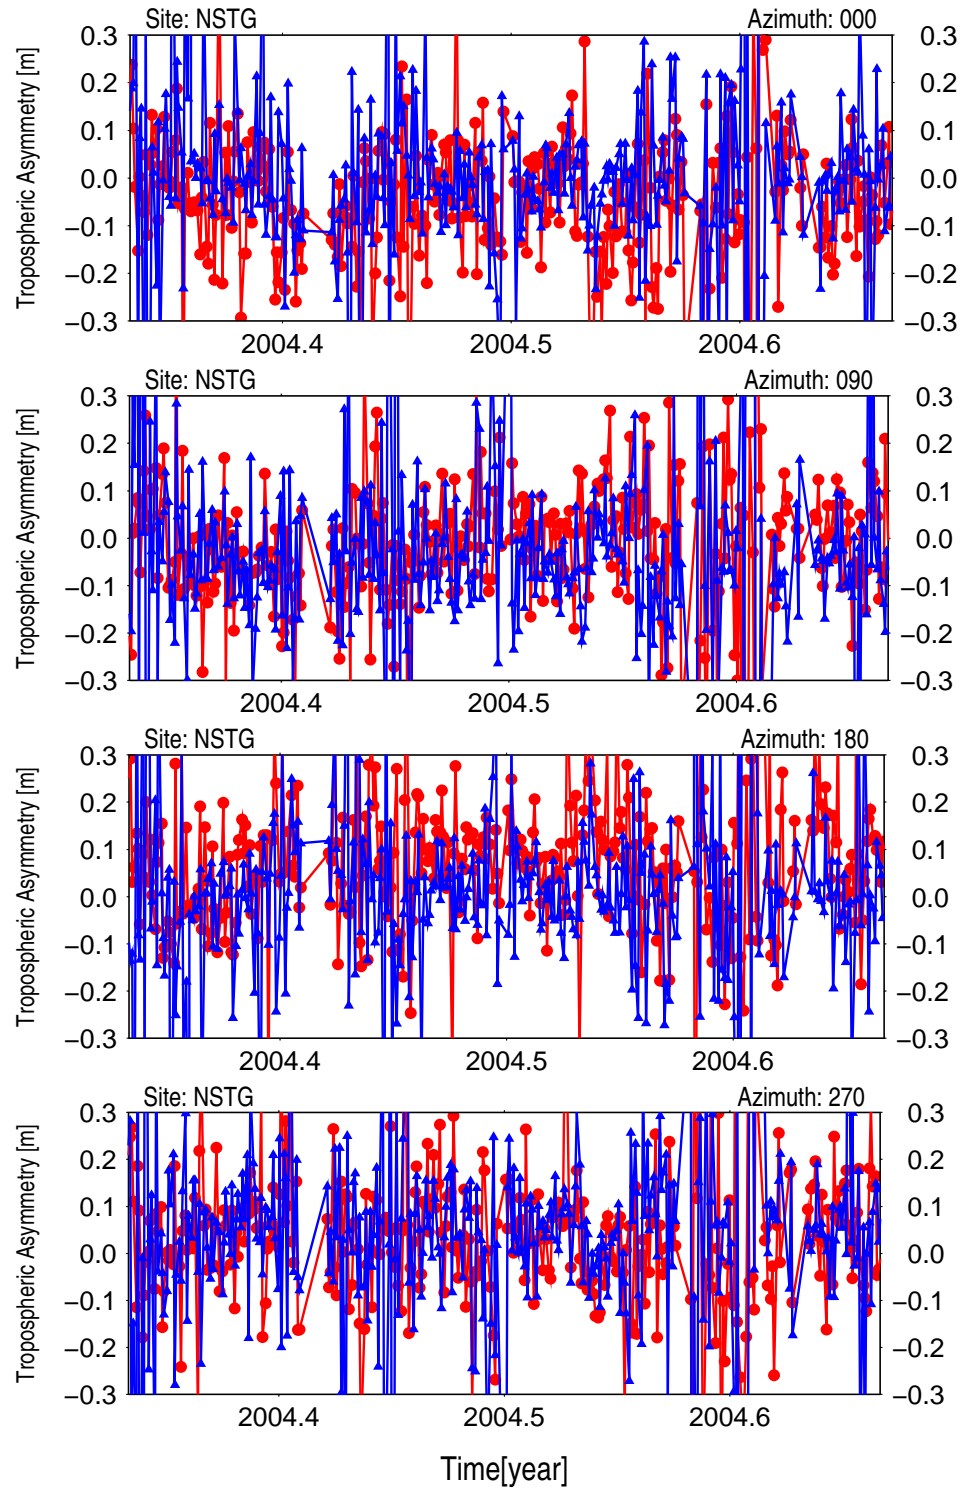 Site: NSTG Azimuth: 000
0.3 0.3
0.2 0.2
0.1 0.1
0.0 0.0
−0.1 −0.1
−0.2 −0.2
−0.3 −0.3
Tropospheric Asymmetry [m]
2004.4 2004.5 2004.6
Site: NSTG Azimuth: 090
0.3 0.3
0.2 0.2
0.1 0.1
0.0 0.0
−0.1 −0.1
−0.2 −0.2
−0.3 −0.3
Tropospheric Asymmetry [m]
2004.4 2004.5 2004.6
Site: NSTG Azimuth: 180
0.3 0.3
0.2 0.2
0.1 0.1
0.0 0.0
−0.1 −0.1
−0.2 −0.2
−0.3 −0.3
Tropospheric Asymmetry [m]
2004.4 2004.5 2004.6
Site: NSTG Azimuth: 270
0.3 0.3
0.2 0.2
0.1 0.1
0.0 0.0
−0.1 −0.1
−0.2 −0.2
−0.3 −0.3
Tropospheric Asymmetry [m]
2004.4 2004.5 2004.6
Time[year]